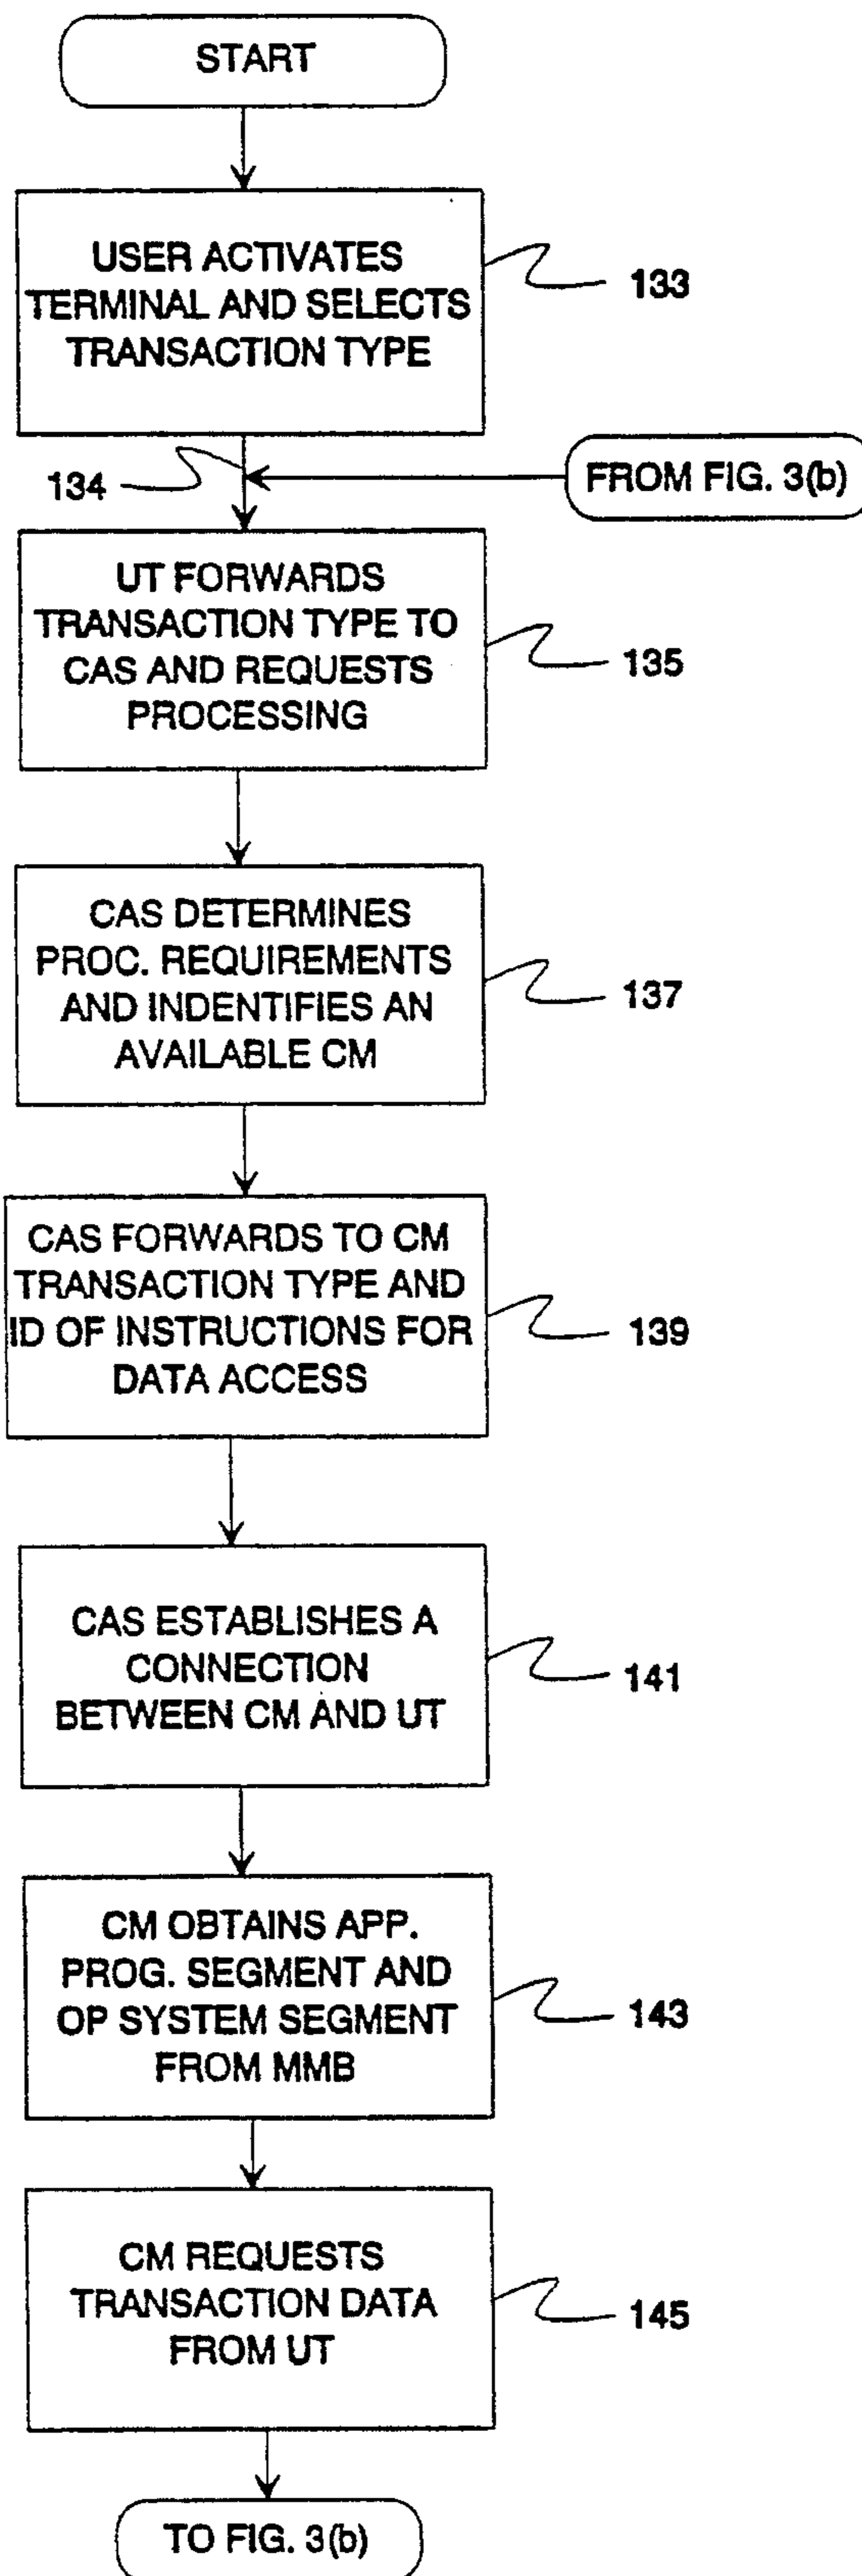 START
USER ACTIVATES
TERMINAL AND SELECTS
TRANSACTION TYPE
133
134
FROM FIG. 3(b)
UT FORWARDS
TRANSACTION TYPE TO
CAS AND REQUESTS
PROCESSING
135
CAS DETERMINES
PROC. REQUIREMENTS
AND INDENTIFIES AN
AVAILABLE CM
137
CAS FORWARDS TO CM
TRANSACTION TYPE AND
ID OF INSTRUCTIONS FOR
DATA ACCESS
139
CAS ESTABLISHES A
CONNECTION
BETWEEN CM AND UT
141
CM OBTAINS APP.
PROG. SEGMENT AND
OP SYSTEM SEGMENT
FROM MMB
143
CM REQUESTS
TRANSACTION DATA
FROM UT
145
TO FIG. 3(b)